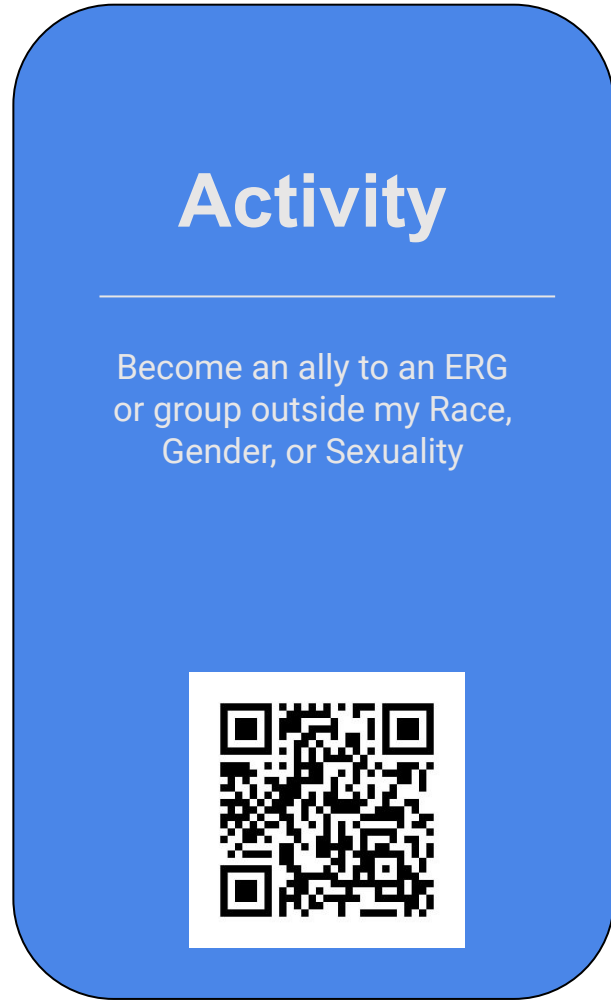 Activity
Become an ally to an ERG
or group outside my Race,
Gender, or Sexuality